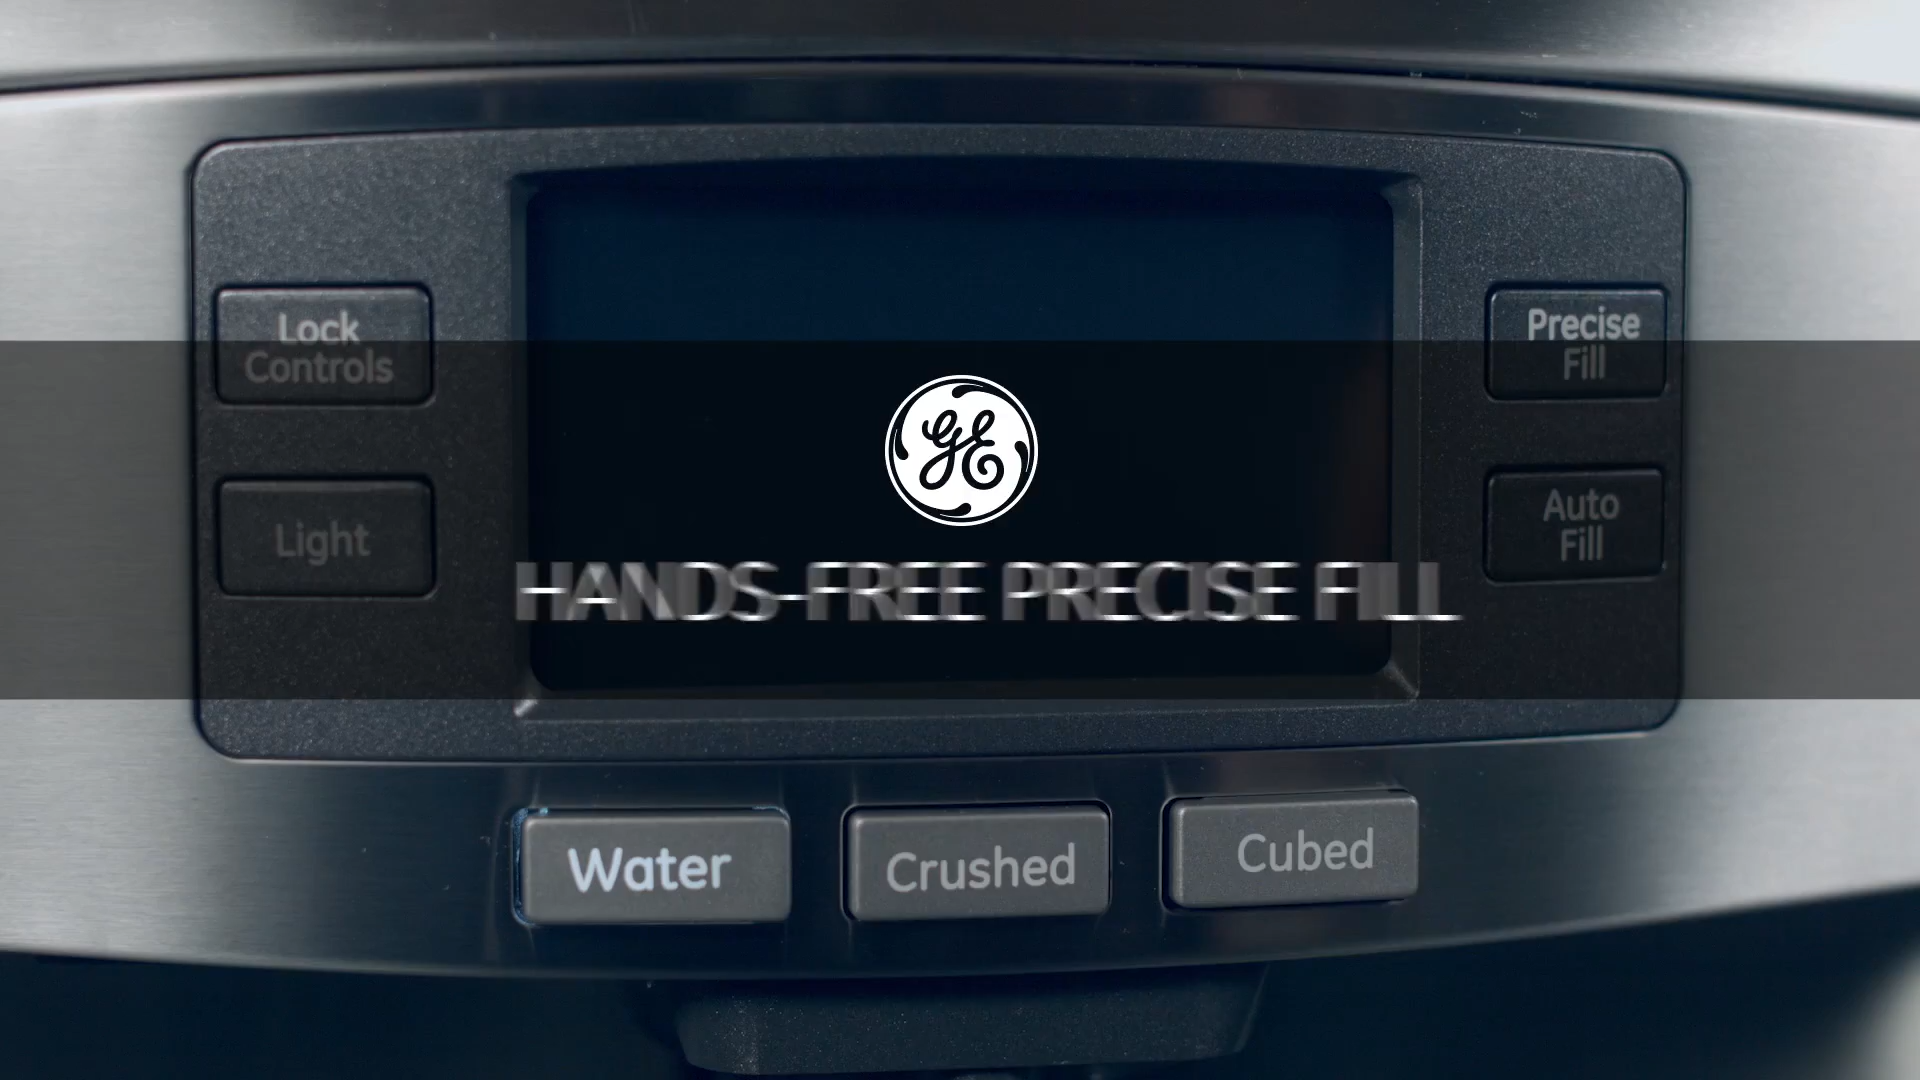 Lock
Controls
Light
GE
HANDS-FREE PRECISE FILL
Precise
Fill
Auto
Fill
Water
Crushed
Cubed